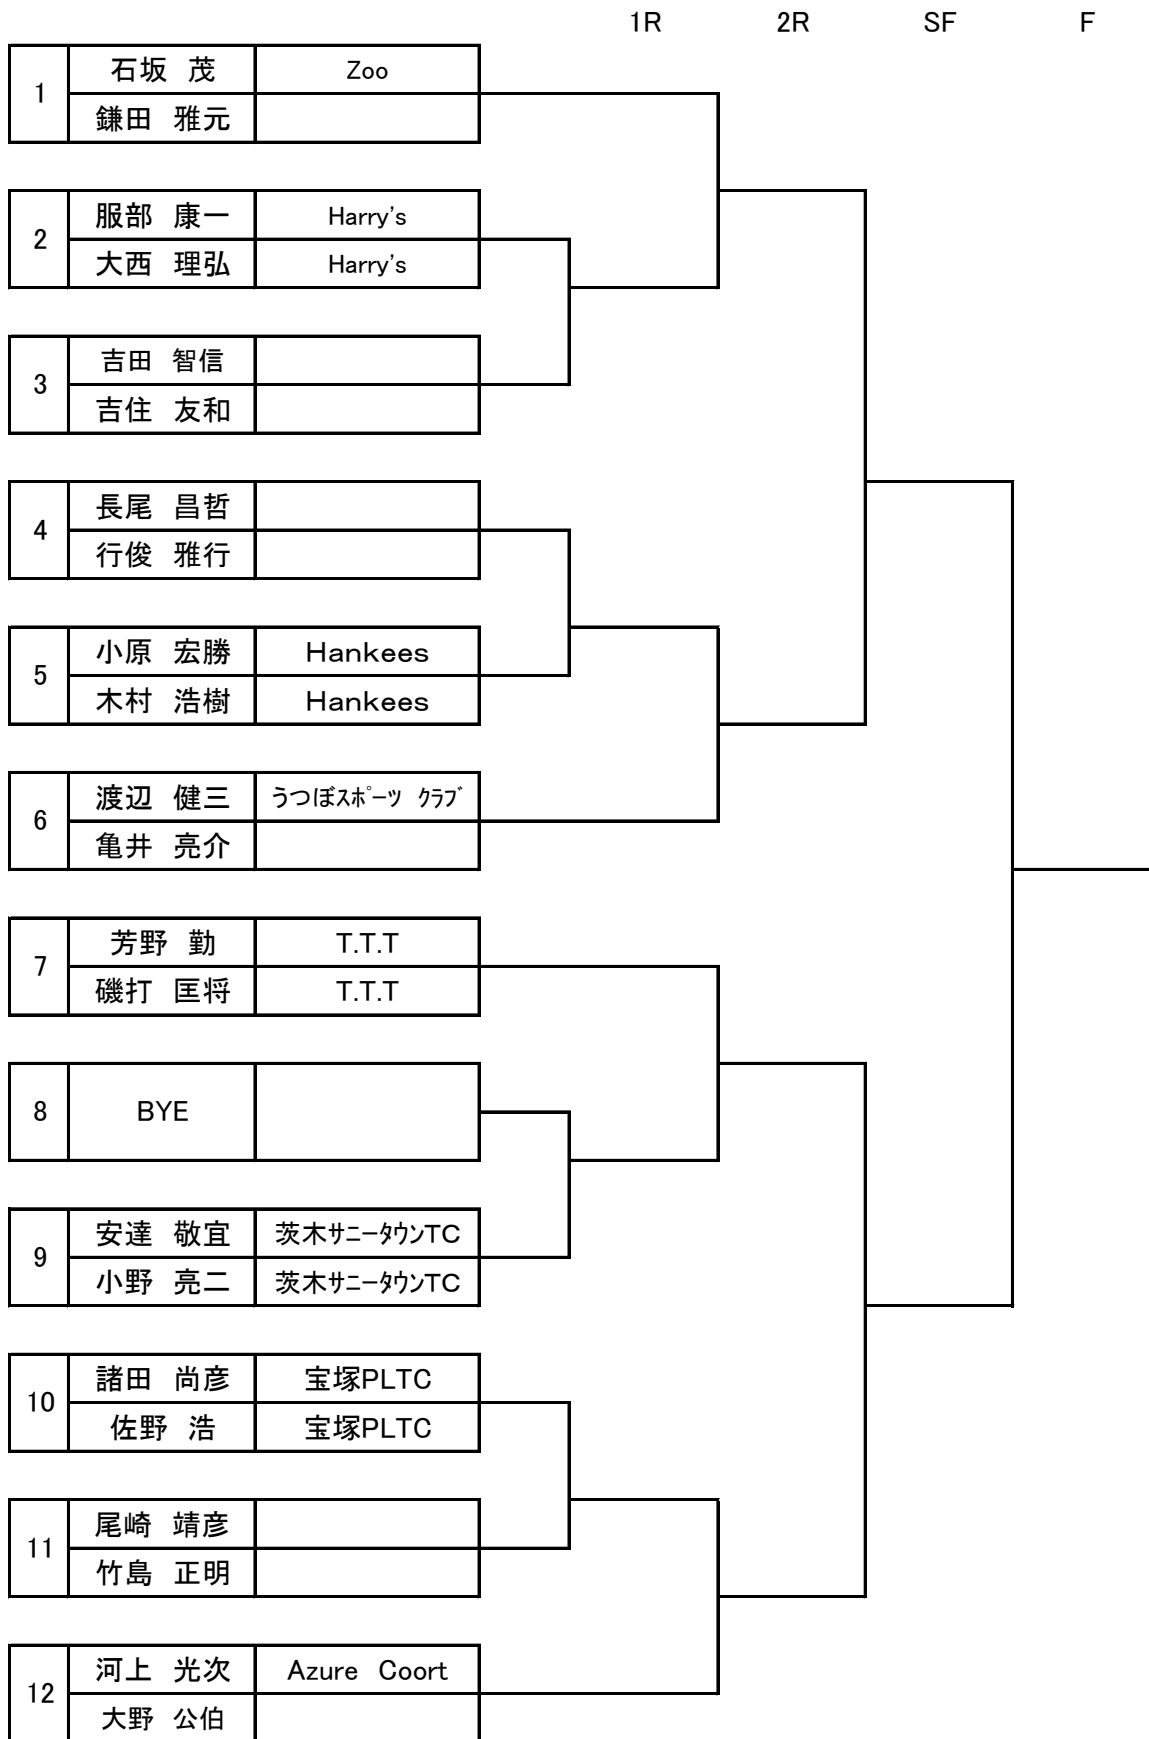 1R 2R SF F
1 石坂 茂 Zoo
鎌田 雅元
2 服部 康一 Harry's
大西 理弘 Harry's
3 吉田 智信
吉住 友和
4 長尾 昌哲
行俊 雅行
5 小原 宏勝 Hankees
木村 浩樹 Hankees
6 渡辺 健三 うつぼｽﾎﾟｰﾂ ｸﾗﾌﾞ
亀井 亮介
7 芳野 勤 T.T.T
磯打 匡将 T.T.T
8 BYE
9 安達 敬宜 茨木ｻﾆｰﾀｳﾝTC
小野 亮二 茨木ｻﾆｰﾀｳﾝTC
10 諸田 尚彦 宝塚PLTC
佐野 浩 宝塚PLTC
11 尾崎 靖彦
竹島 正明
12 河上 光次 Azure Coort
大野 公伯